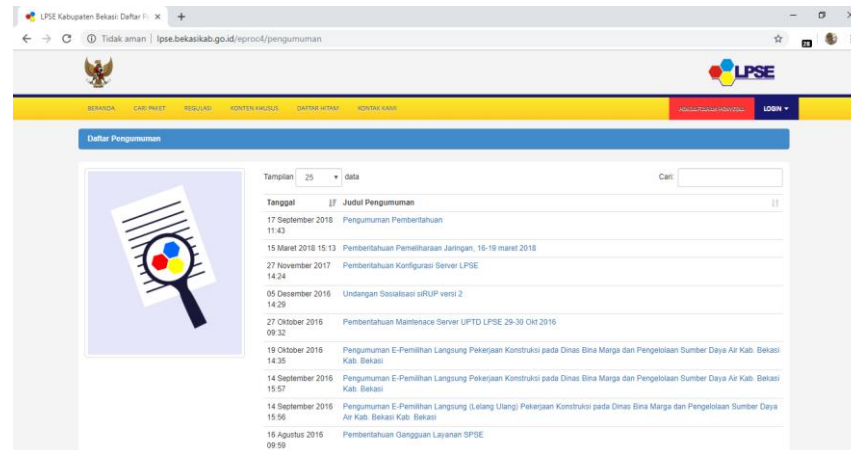 LPSE Kabupaten Bekasi: Daftar P
Tidak aman | lpse.bekasikab.go.id/eproc4/pengumuman
28
LPSE
BERANDA CARI PAKET REGULASI KONTEN KHUSUS DAFTAR HITAM KONTAK KAMI LOGIN
Daftar Pengumuman
Tampilan 25 data Cari:
Tanggal Judul Pengumuman
17 September 2018 Pengumuman Pemberitahuan
11:43
15 Maret 2018 15:13 Pemberitahuan Pemeliharaan Jaringan, 16-19 maret 2018
27 November 2017 Pemberitahuan Konfigurasi Server LPSE
14:24
05 Desember 2016 Undangan Sosialisasi siRUP versi 2
14:29
27 Oktober 2016 Pemberitahuan Maintenace Server UPTD LPSE 29-30 Okt 2016
09:32
19 Oktober 2016 Pengumuman E-Pemilihan Langsung Pekerjaan Konstruksi pada Dinas Bina Marga dan Pengelolaan Sumber Daya Air Kab. Bekasi
14:35 Kab. Bekasi
14 September 2016 Pengumuman E-Pemilihan Langsung Pekerjaan Konstruksi pada Dinas Bina Marga dan Pengelolaan Sumber Daya Air Kab. Bekasi
15:57 Kab. Bekasi
14 September 2016 Pengumuman E-Pemilihan Langsung (Lelang Ulang) Pekerjaan Konstruksi pada Dinas Bina Marga dan Pengelolaan Sumber Daya
15:56 Air Kab. Bekasi Kab. Bekasi
16 Agustus 2016 Pemberitahuan Gangguan Layanan SPSE
09:59